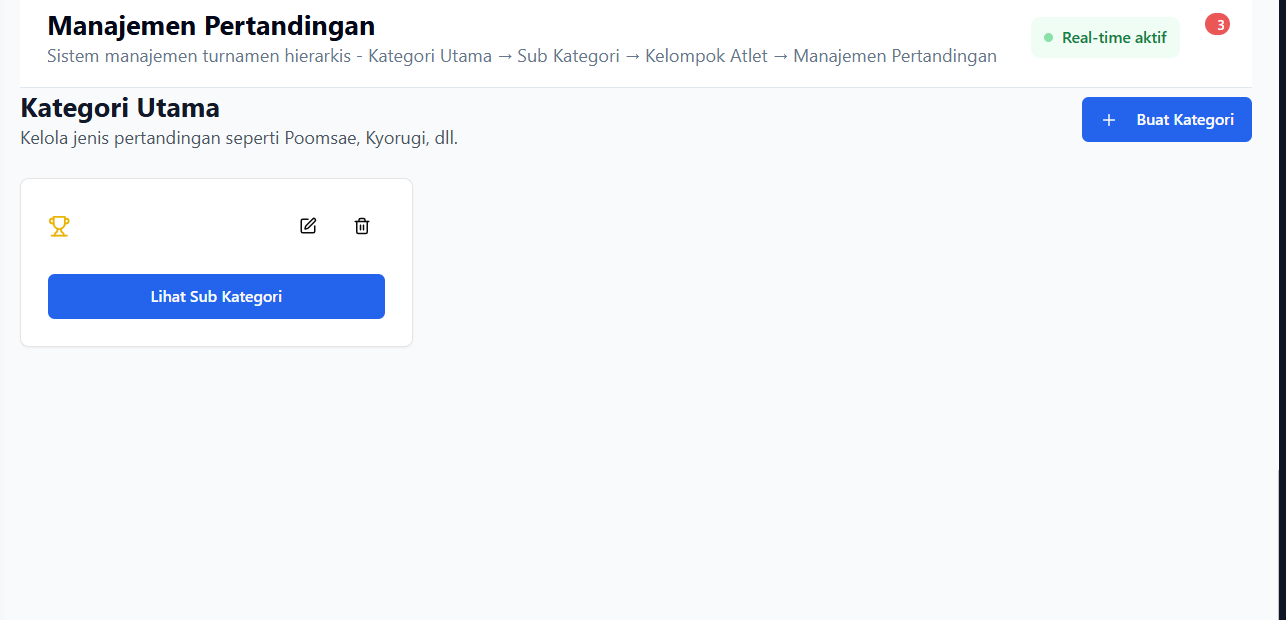 Manajemen Pertandingan
Sistem manajemen turnamen hierarkis - Kategori Utama → Sub Kategori → Kelompok Atlet → Manajemen Pertandingan
Real-time aktif
3
Kategori Utama
Kelola jenis pertandingan seperti Poomsae, Kyorugi, dll.
+ Buat Kategori
Lihat Sub Kategori